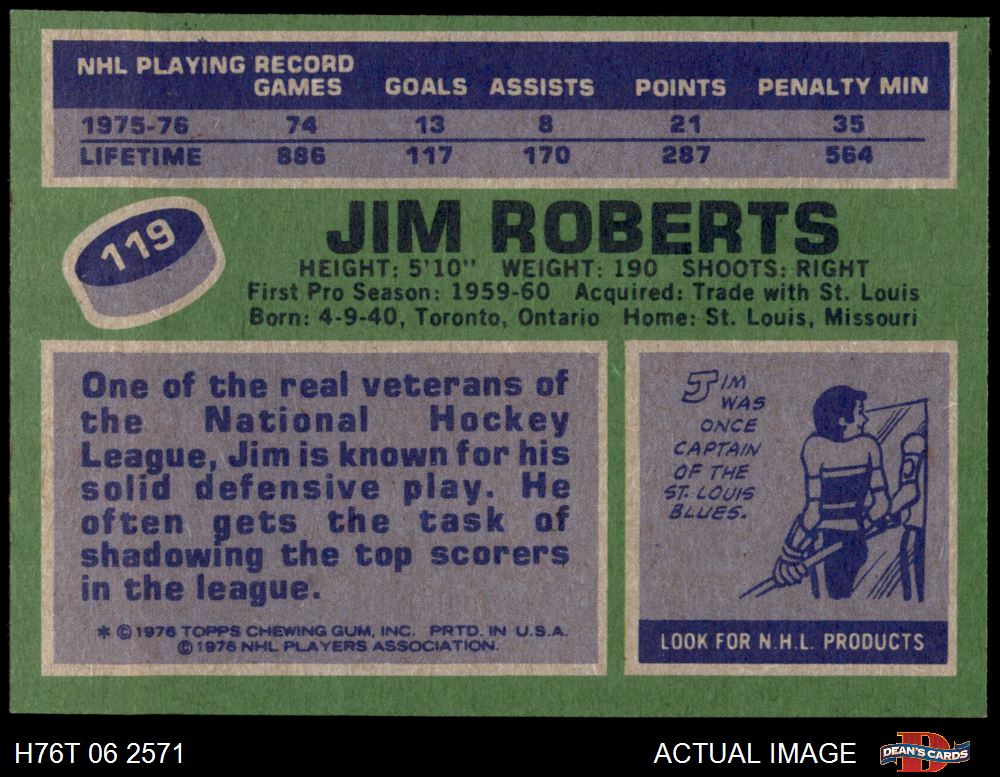 NHL PLAYING RECORD
GAMES GOALS ASSISTS POINTS PENALTY MIN
1975-76 74 13 8 21 35
LIFETIME 886 117 170 287 564
119
JIM ROBERTS
HEIGHT: 5'10" WEIGHT: 190 SHOOTS: RIGHT
First Pro Season: 1959-60 Acquired: Trade with St. Louis
Born: 4-9-40, Toronto, Ontario Home: St. Louis, Missouri
One of the real veterans of
the National Hockey
League, Jim is known for his
solid defensive play. He
often gets the task of
shadowing the top scorers
in the league.
* © 1976 TOPPS CHEWING GUM, INC. PRTD. IN U.S.A.
© 1976 NHL PLAYERS ASSOCIATION.
JIM
WAS
ONCE
CAPTAIN
OF THE
ST. LOUIS
BLUES.
LOOK FOR N.H.L. PRODUCTS
H76T 06 2571 ACTUAL IMAGE DEAN'S CARDS